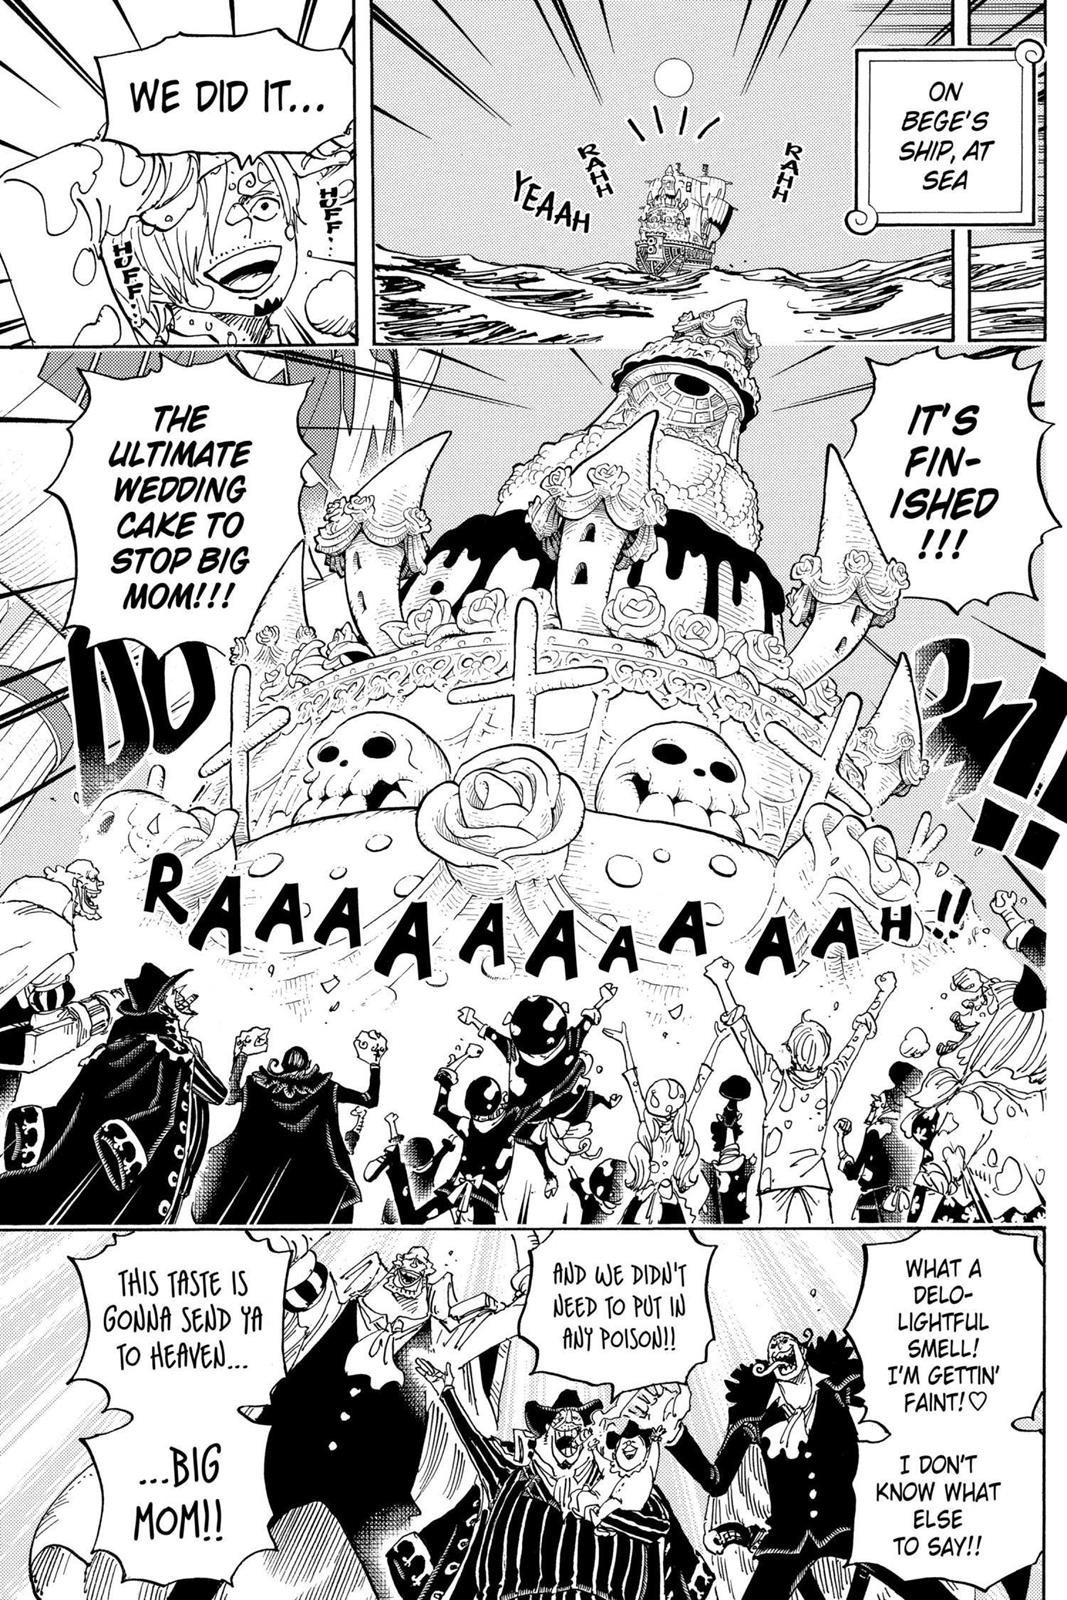 ON
BEGE'S
SHIP, AT
SEA
RAHH
RAHH
YEAAH
WE DID IT...
HUFF...
HUFF...
IT'S
FIN-
ISHED
!!!
THE
ULTIMATE
WEDDING
CAKE TO
STOP BIG
MOM!!!
DOOM!!
RAAAAAAAAAAAH!!
WHAT A
DELO-
LIGHTFUL
SMELL!
I'M GETTIN'
FAINT!♡
I DON'T
KNOW WHAT
ELSE
TO SAY!!
AND WE DIDN'T
NEED TO PUT IN
ANY POISON!!
THIS TASTE IS
GONNA SEND YA
TO HEAVEN...
...BIG
MOM!!